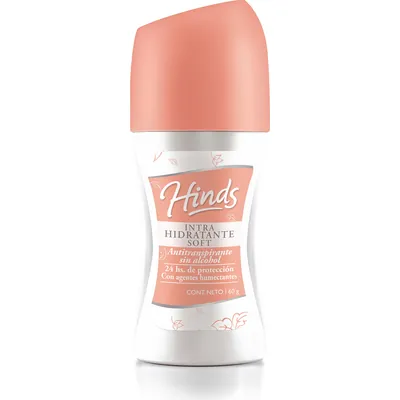 Hinds
INTRA
HIDRATANTE
SOFT
Antitranspirante
sin alcohol
24 hs. de protección
Con agentes humectantes
CONT. NETO 60 g